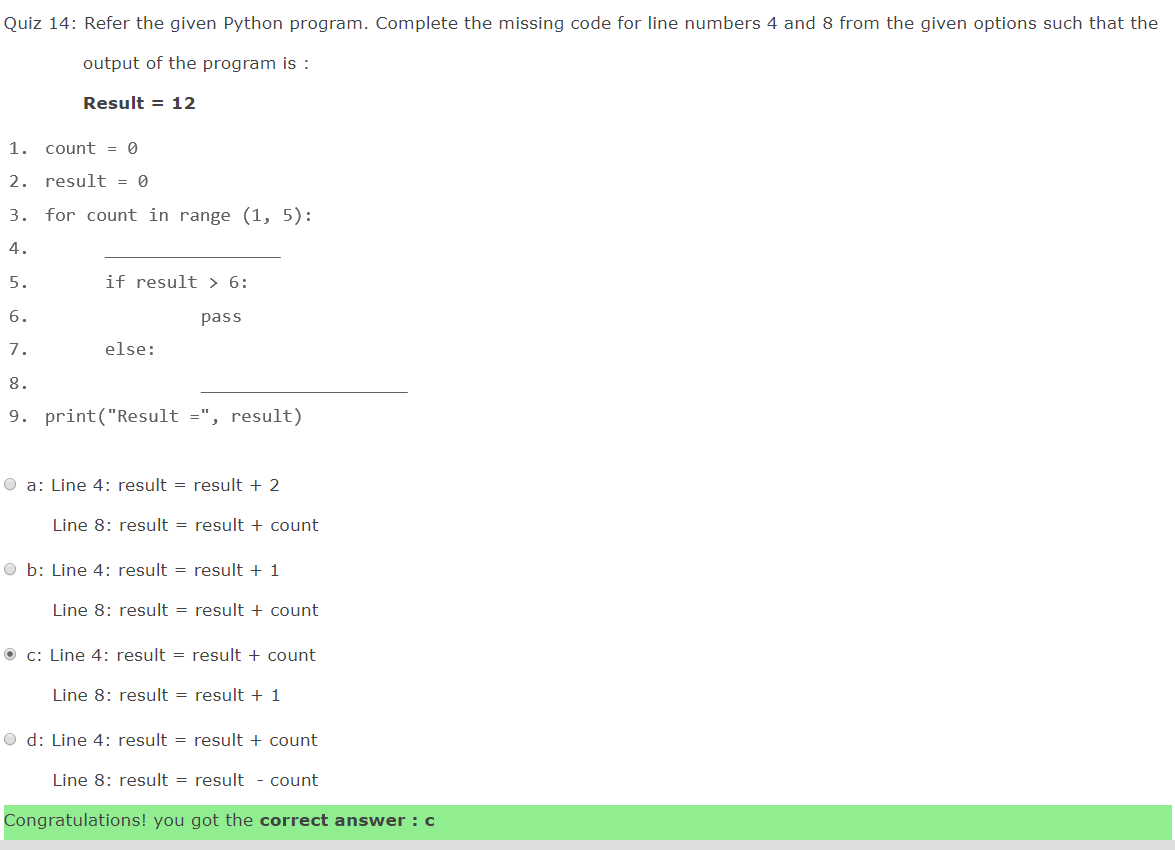 Quiz 14: Refer the given Python program. Complete the missing code for line numbers 4 and 8 from the given options such that the
output of the program is :
Result = 12
1. count = 0
2. result = 0
3. for count in range (1, 5):
4. _________________
5. if result > 6:
6. pass
7. else:
8. ____________________
9. print("Result =", result)
a: Line 4: result = result + 2
Line 8: result = result + count
b: Line 4: result = result + 1
Line 8: result = result + count
c: Line 4: result = result + count
Line 8: result = result + 1
d: Line 4: result = result + count
Line 8: result = result  - count
Congratulations! you got the correct answer : c